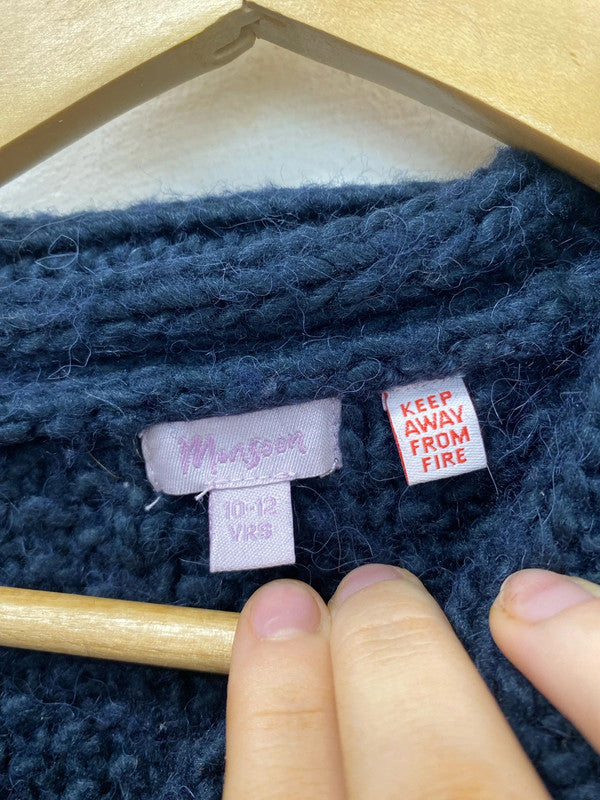 Monsoon
10-12
YRS
KEEP
AWAY
FROM
FIRE